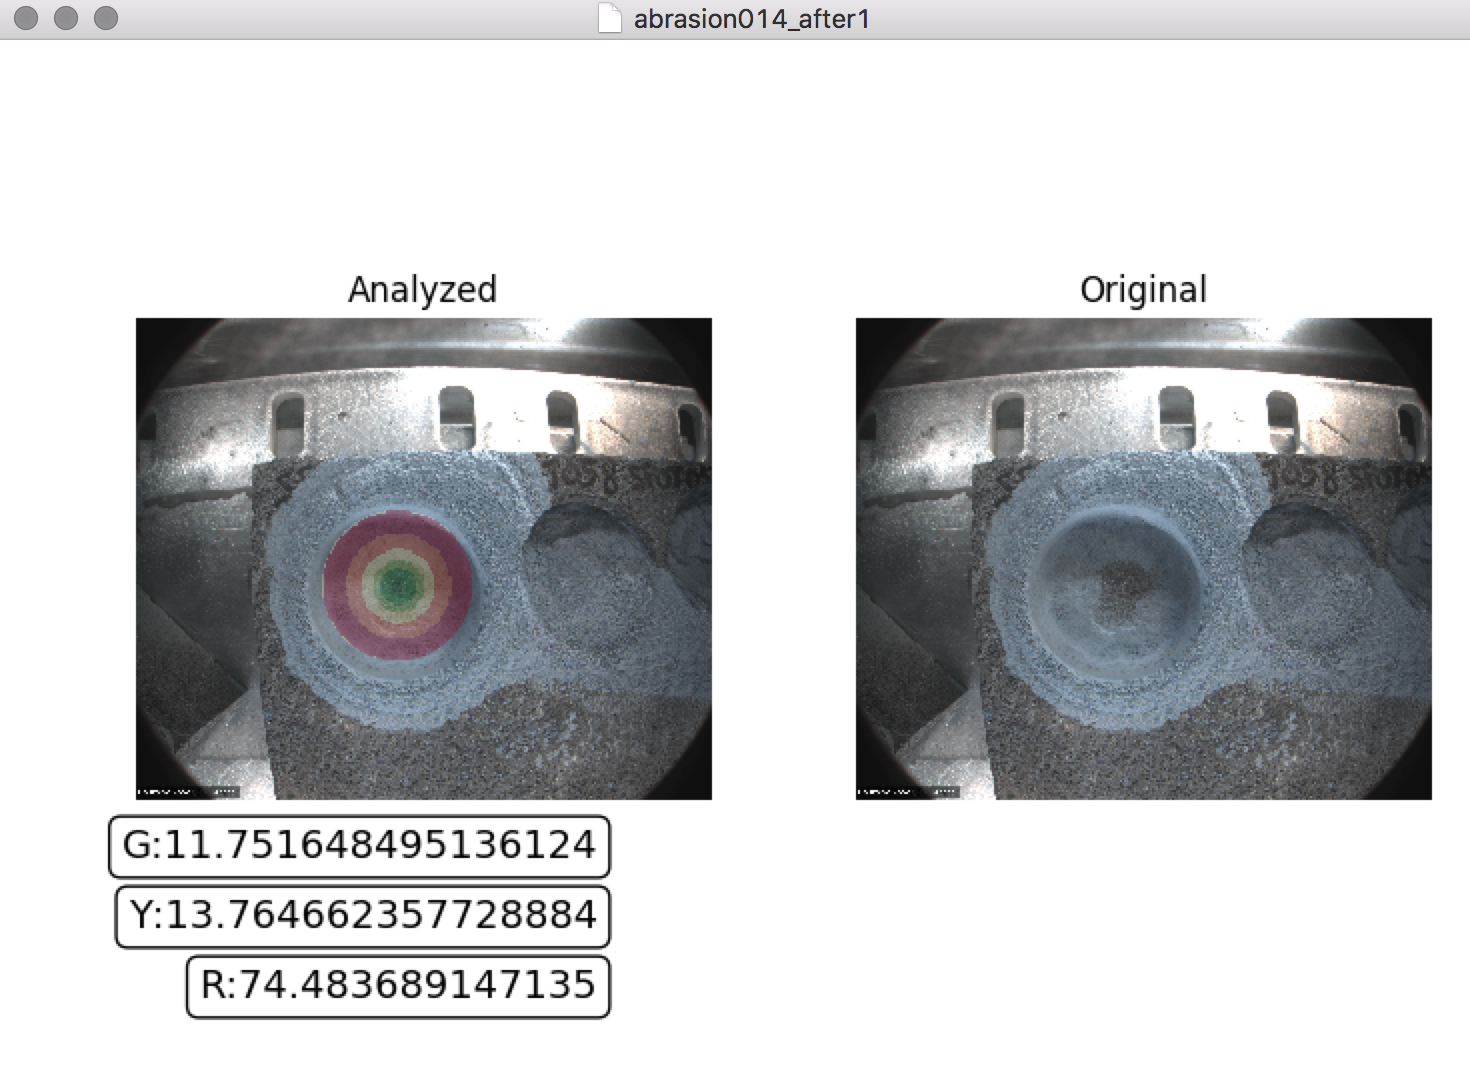 abrasion014_after1
Analyzed
Original
G:11.751648495136124
Y:13.764662357728884
R:74.483689147135